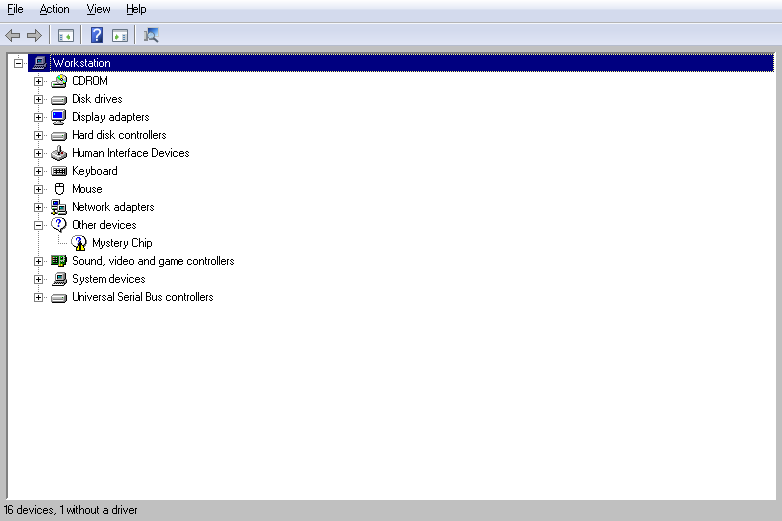 File Action View Help
Workstation
CDROM
Disk drives
Display adapters
Hard disk controllers
Human Interface Devices
Keyboard
Mouse
Network adapters
Other devices
Mystery Chip
Sound, video and game controllers
System devices
Universal Serial Bus controllers
16 devices, 1 without a driver